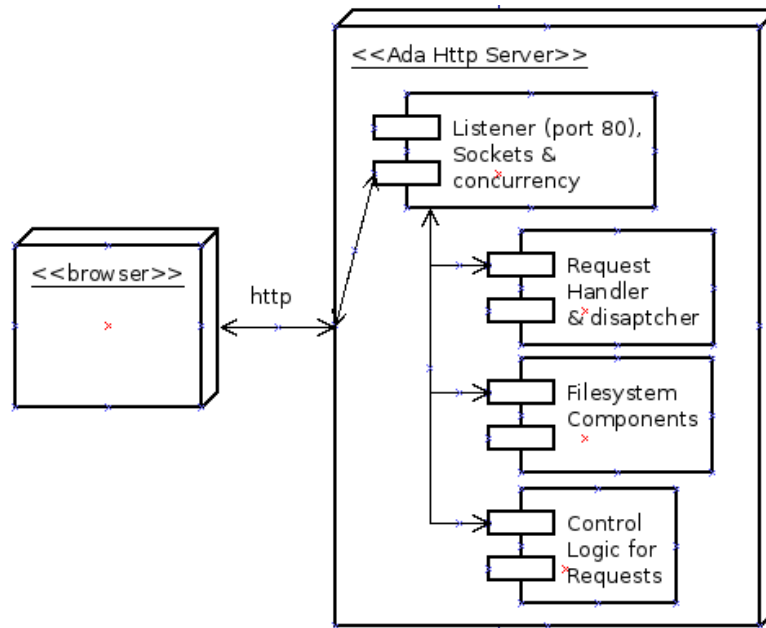 <<Ada Http Server>>
Listener (port 80),
Sockets &
concurrency
<<browser>>
http
Request
Handler
& disaptcher
Filesystem
Components
Control
Logic for
Requests